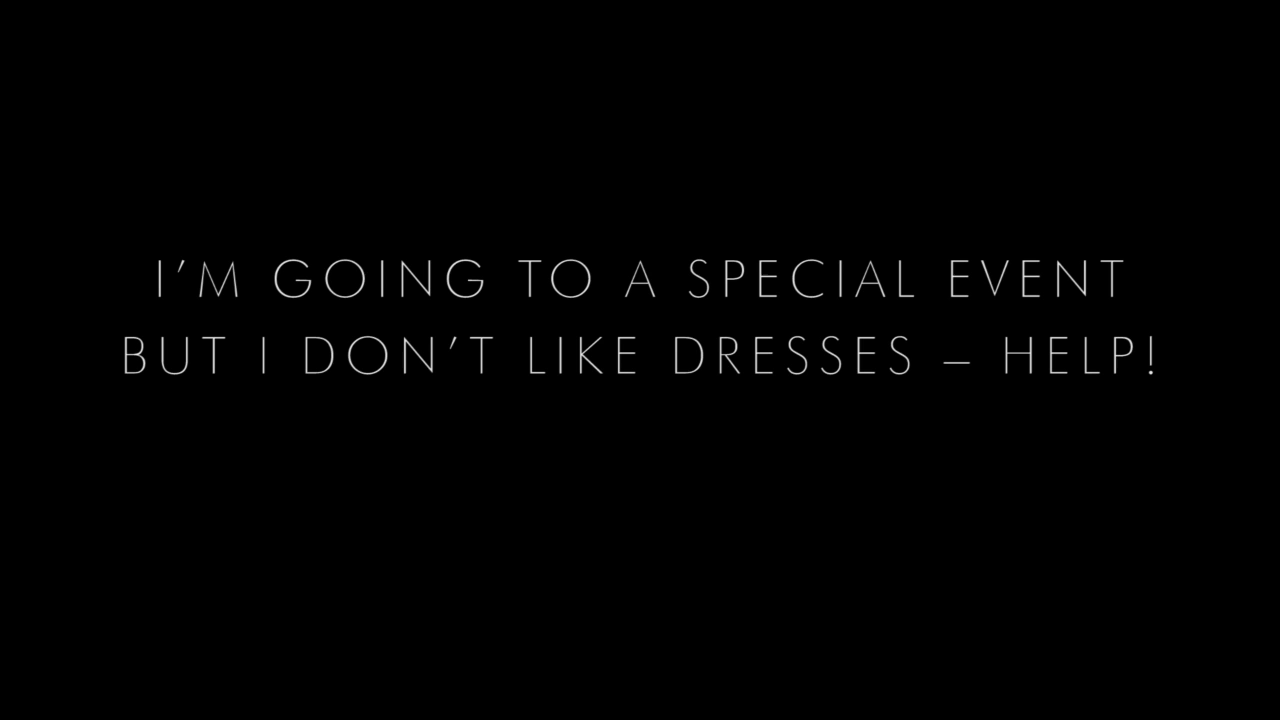 I’M GOING TO A SPECIAL EVENT
BUT I DON’T LIKE DRESSES – HELP!